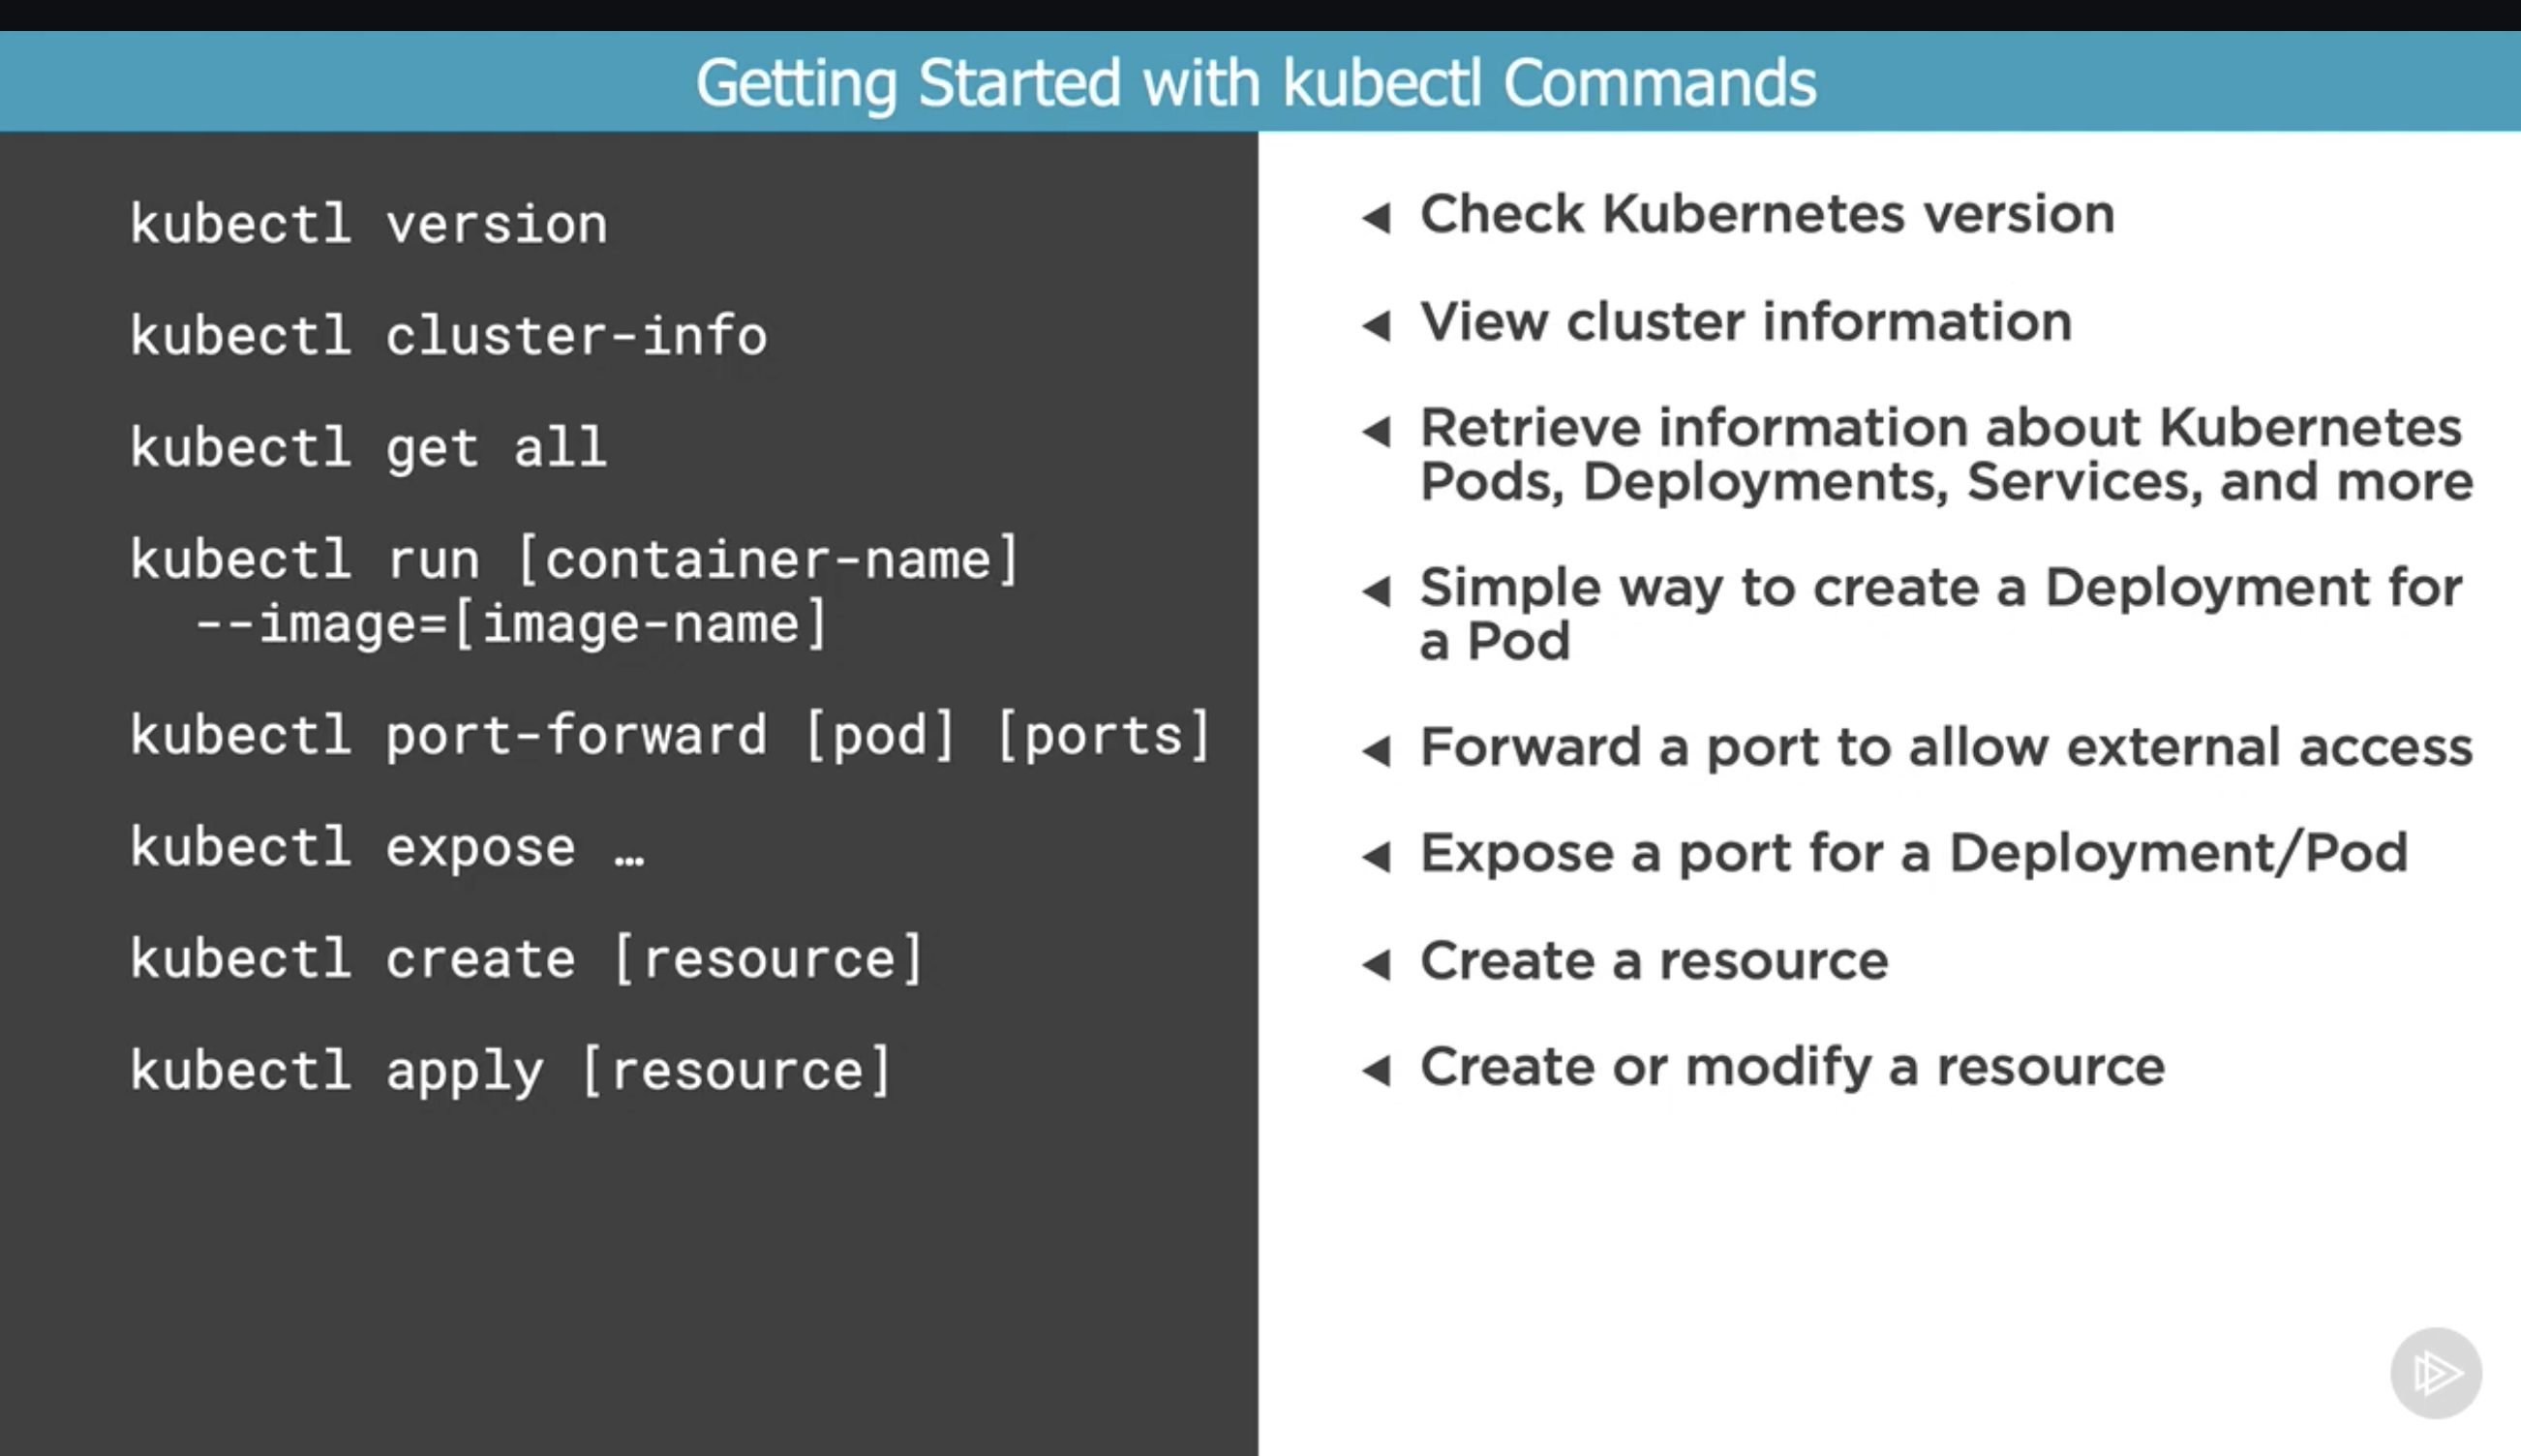 Getting Started with kubectl Commands
kubectl version
kubectl cluster-info
kubectl get all
kubectl run [container-name]
--image=[image-name]
kubectl port-forward [pod] [ports]
kubectl expose …
kubectl create [resource]
kubectl apply [resource]
Check Kubernetes version
View cluster information
Retrieve information about Kubernetes
Pods, Deployments, Services, and more
Simple way to create a Deployment for
a Pod
Forward a port to allow external access
Expose a port for a Deployment/Pod
Create a resource
Create or modify a resource